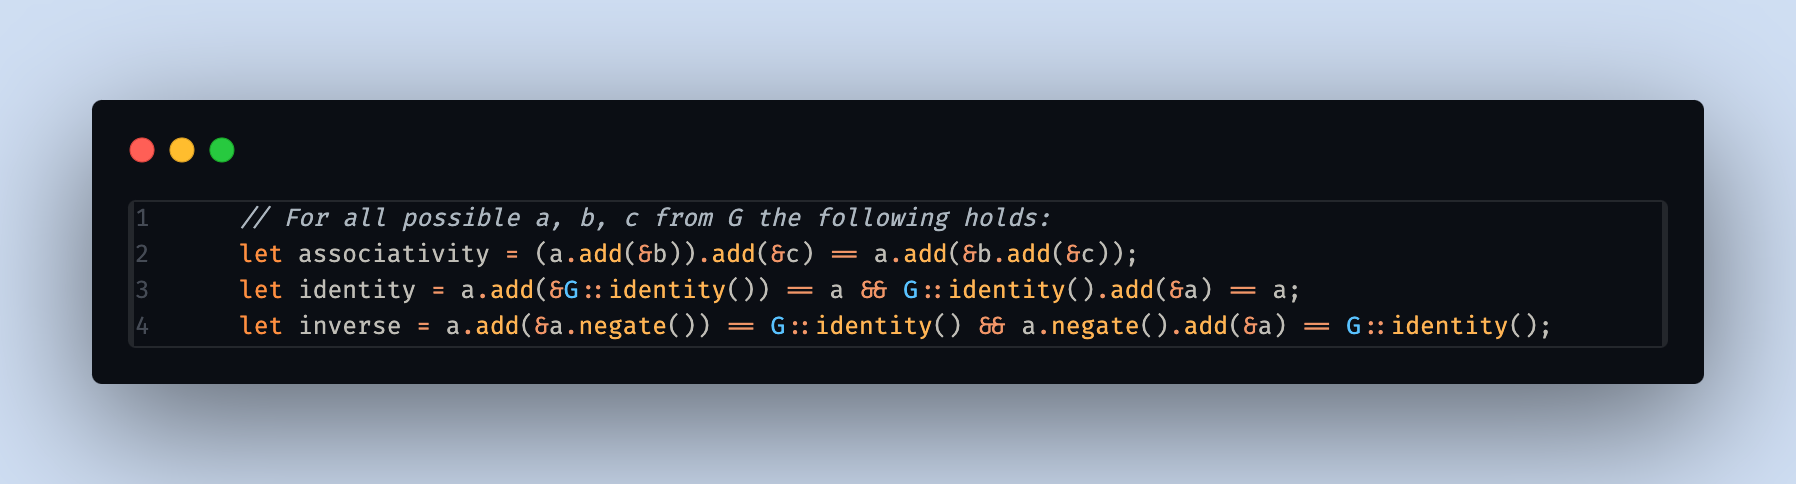 1 // For all possible a, b, c from G the following holds:
2 let associativity = (a.add(&b)).add(&c) == a.add(&b.add(&c));
3 let identity = a.add(&G::identity()) == a && G::identity().add(&a) == a;
4 let inverse = a.add(&a.negate()) == G::identity() && a.negate().add(&a) == G::identity();